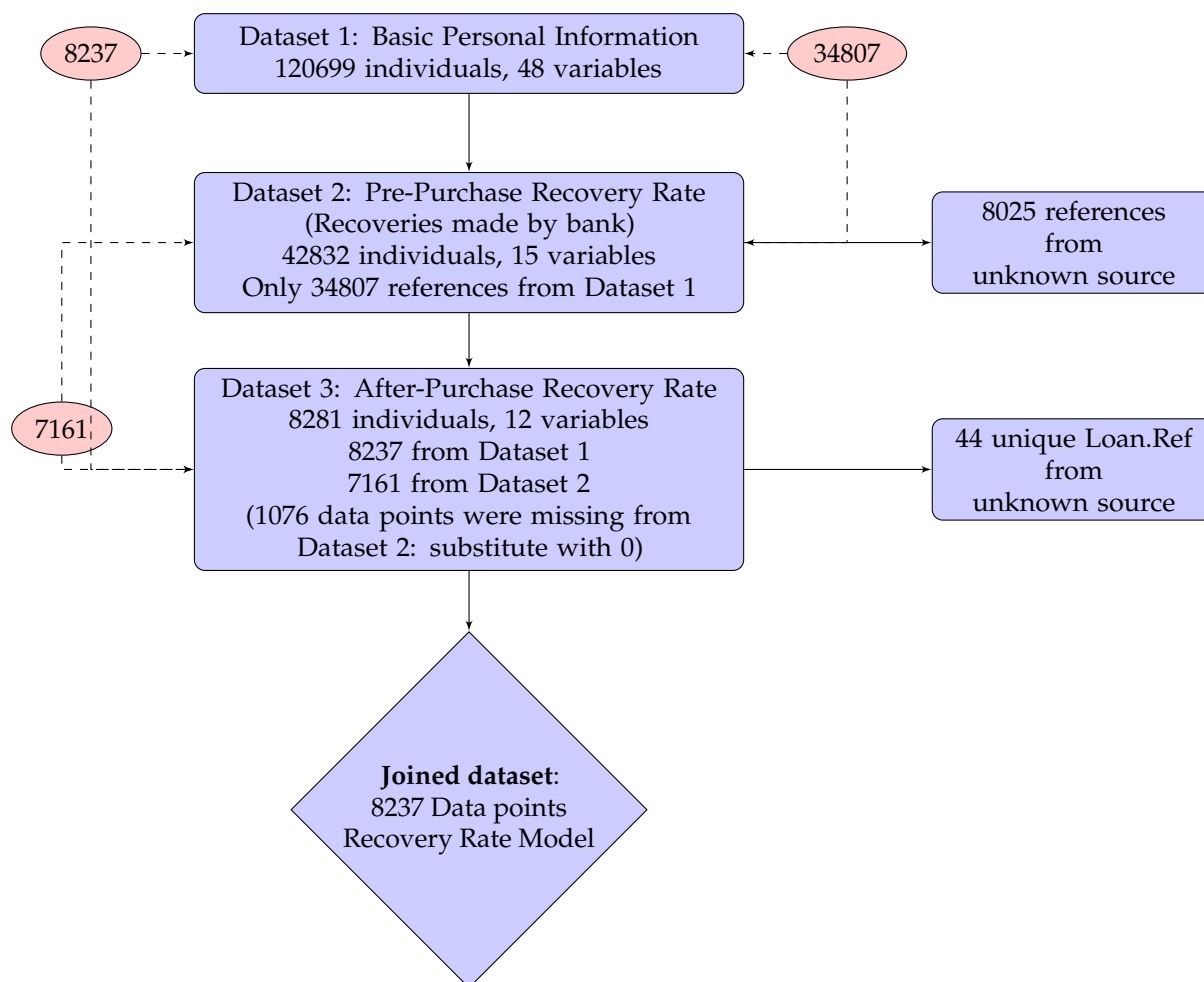 8237
Dataset 1: Basic Personal Information
120699 individuals, 48 variables
34807
Dataset 2: Pre-Purchase Recovery Rate
(Recoveries made by bank)
42832 individuals, 15 variables
Only 34807 references from Dataset 1
8025 references
from
unknown source
7161
Dataset 3: After-Purchase Recovery Rate
8281 individuals, 12 variables
8237 from Dataset 1
7161 from Dataset 2
(1076 data points were missing from
Dataset 2: substitute with 0)
44 unique Loan.Ref
from
unknown source
Joined dataset:
8237 Data points
Recovery Rate Model